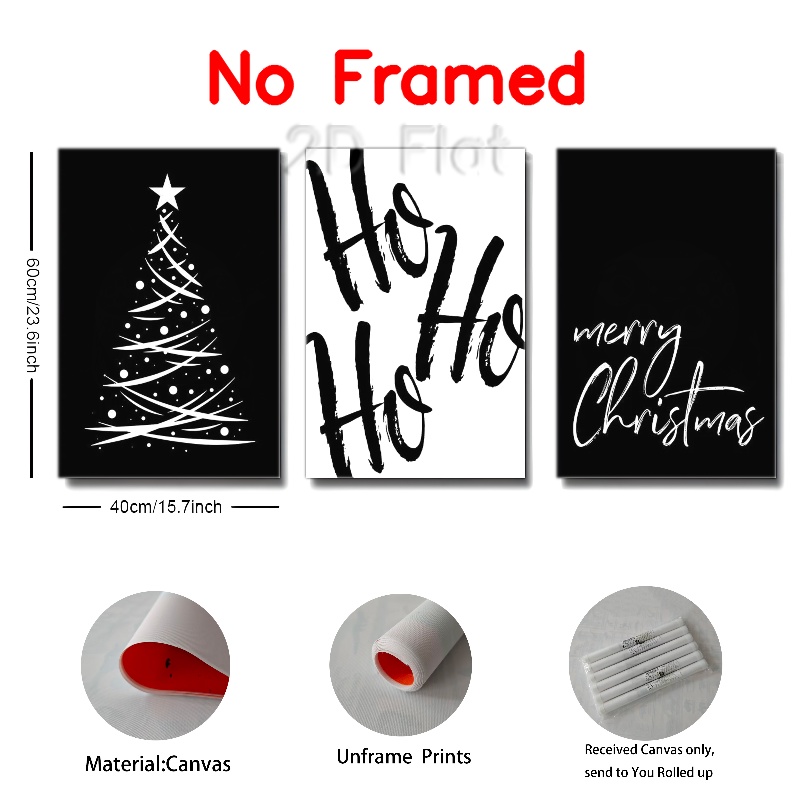 No Framed
2D Flat
60cm/23.6inch
40cm/15.7inch
Ho
Ho
Ho
merry
Christmas
Material:Canvas
Unframe Prints
Received Canvas only,
send to You Rolled up